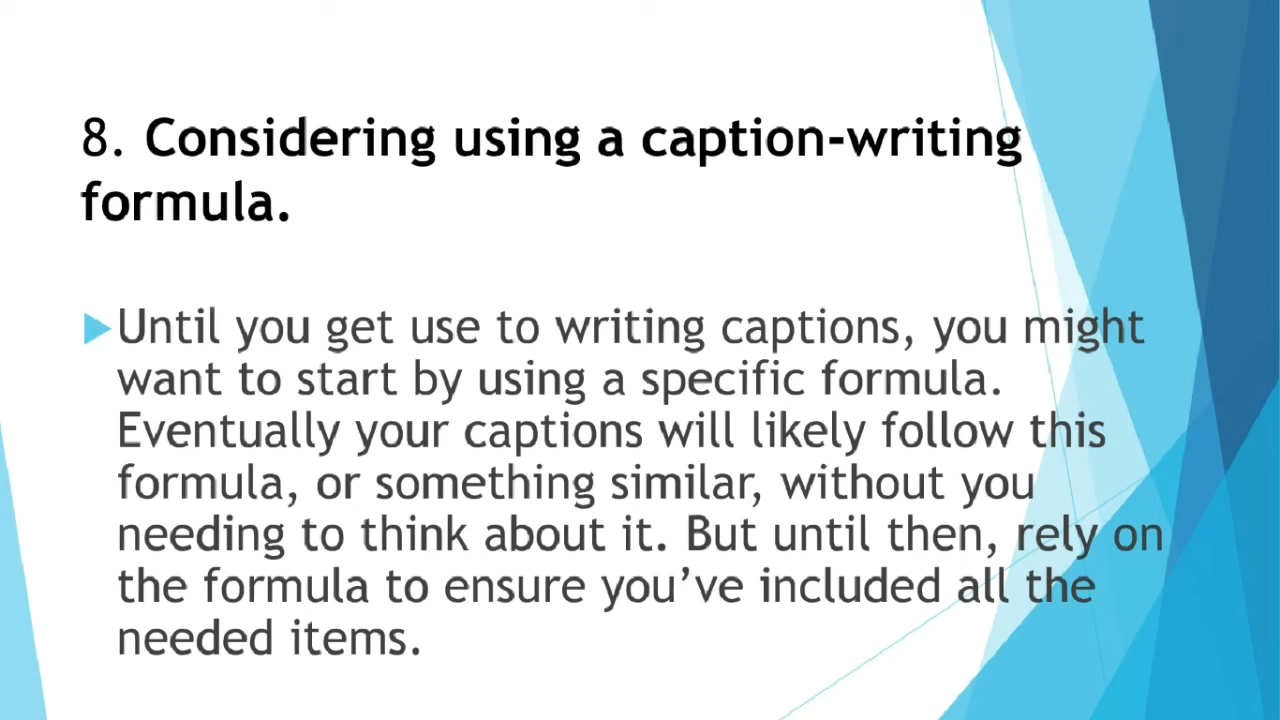 8. Considering using a caption-writing
formula.
Until you get use to writing captions, you might
want to start by using a specific formula.
Eventually your captions will likely follow this
formula, or something similar, without you
needing to think about it. But until then, rely on
the formula to ensure you’ve included all the
needed items.